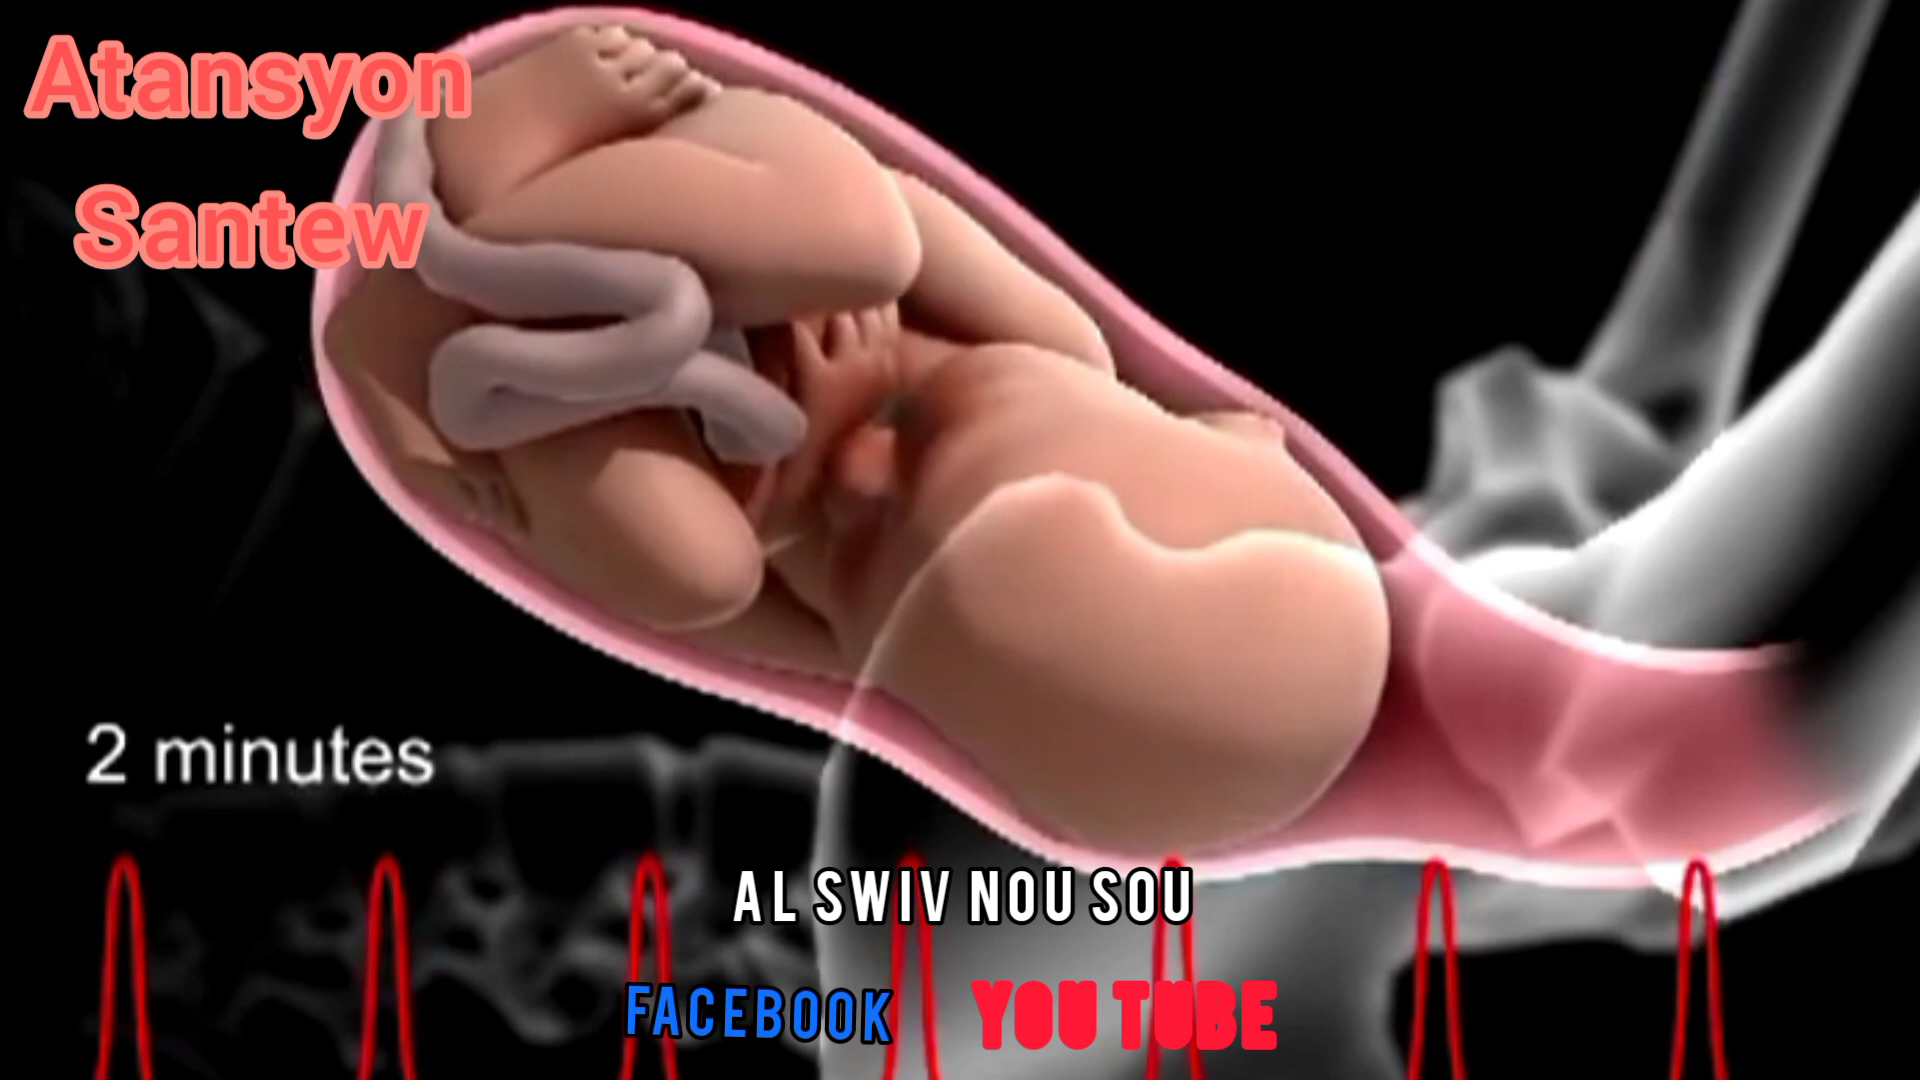 Atansyon
Santew
2 minutes
AL SWIV NOU SOU
FACEBOOK YOU TUBE